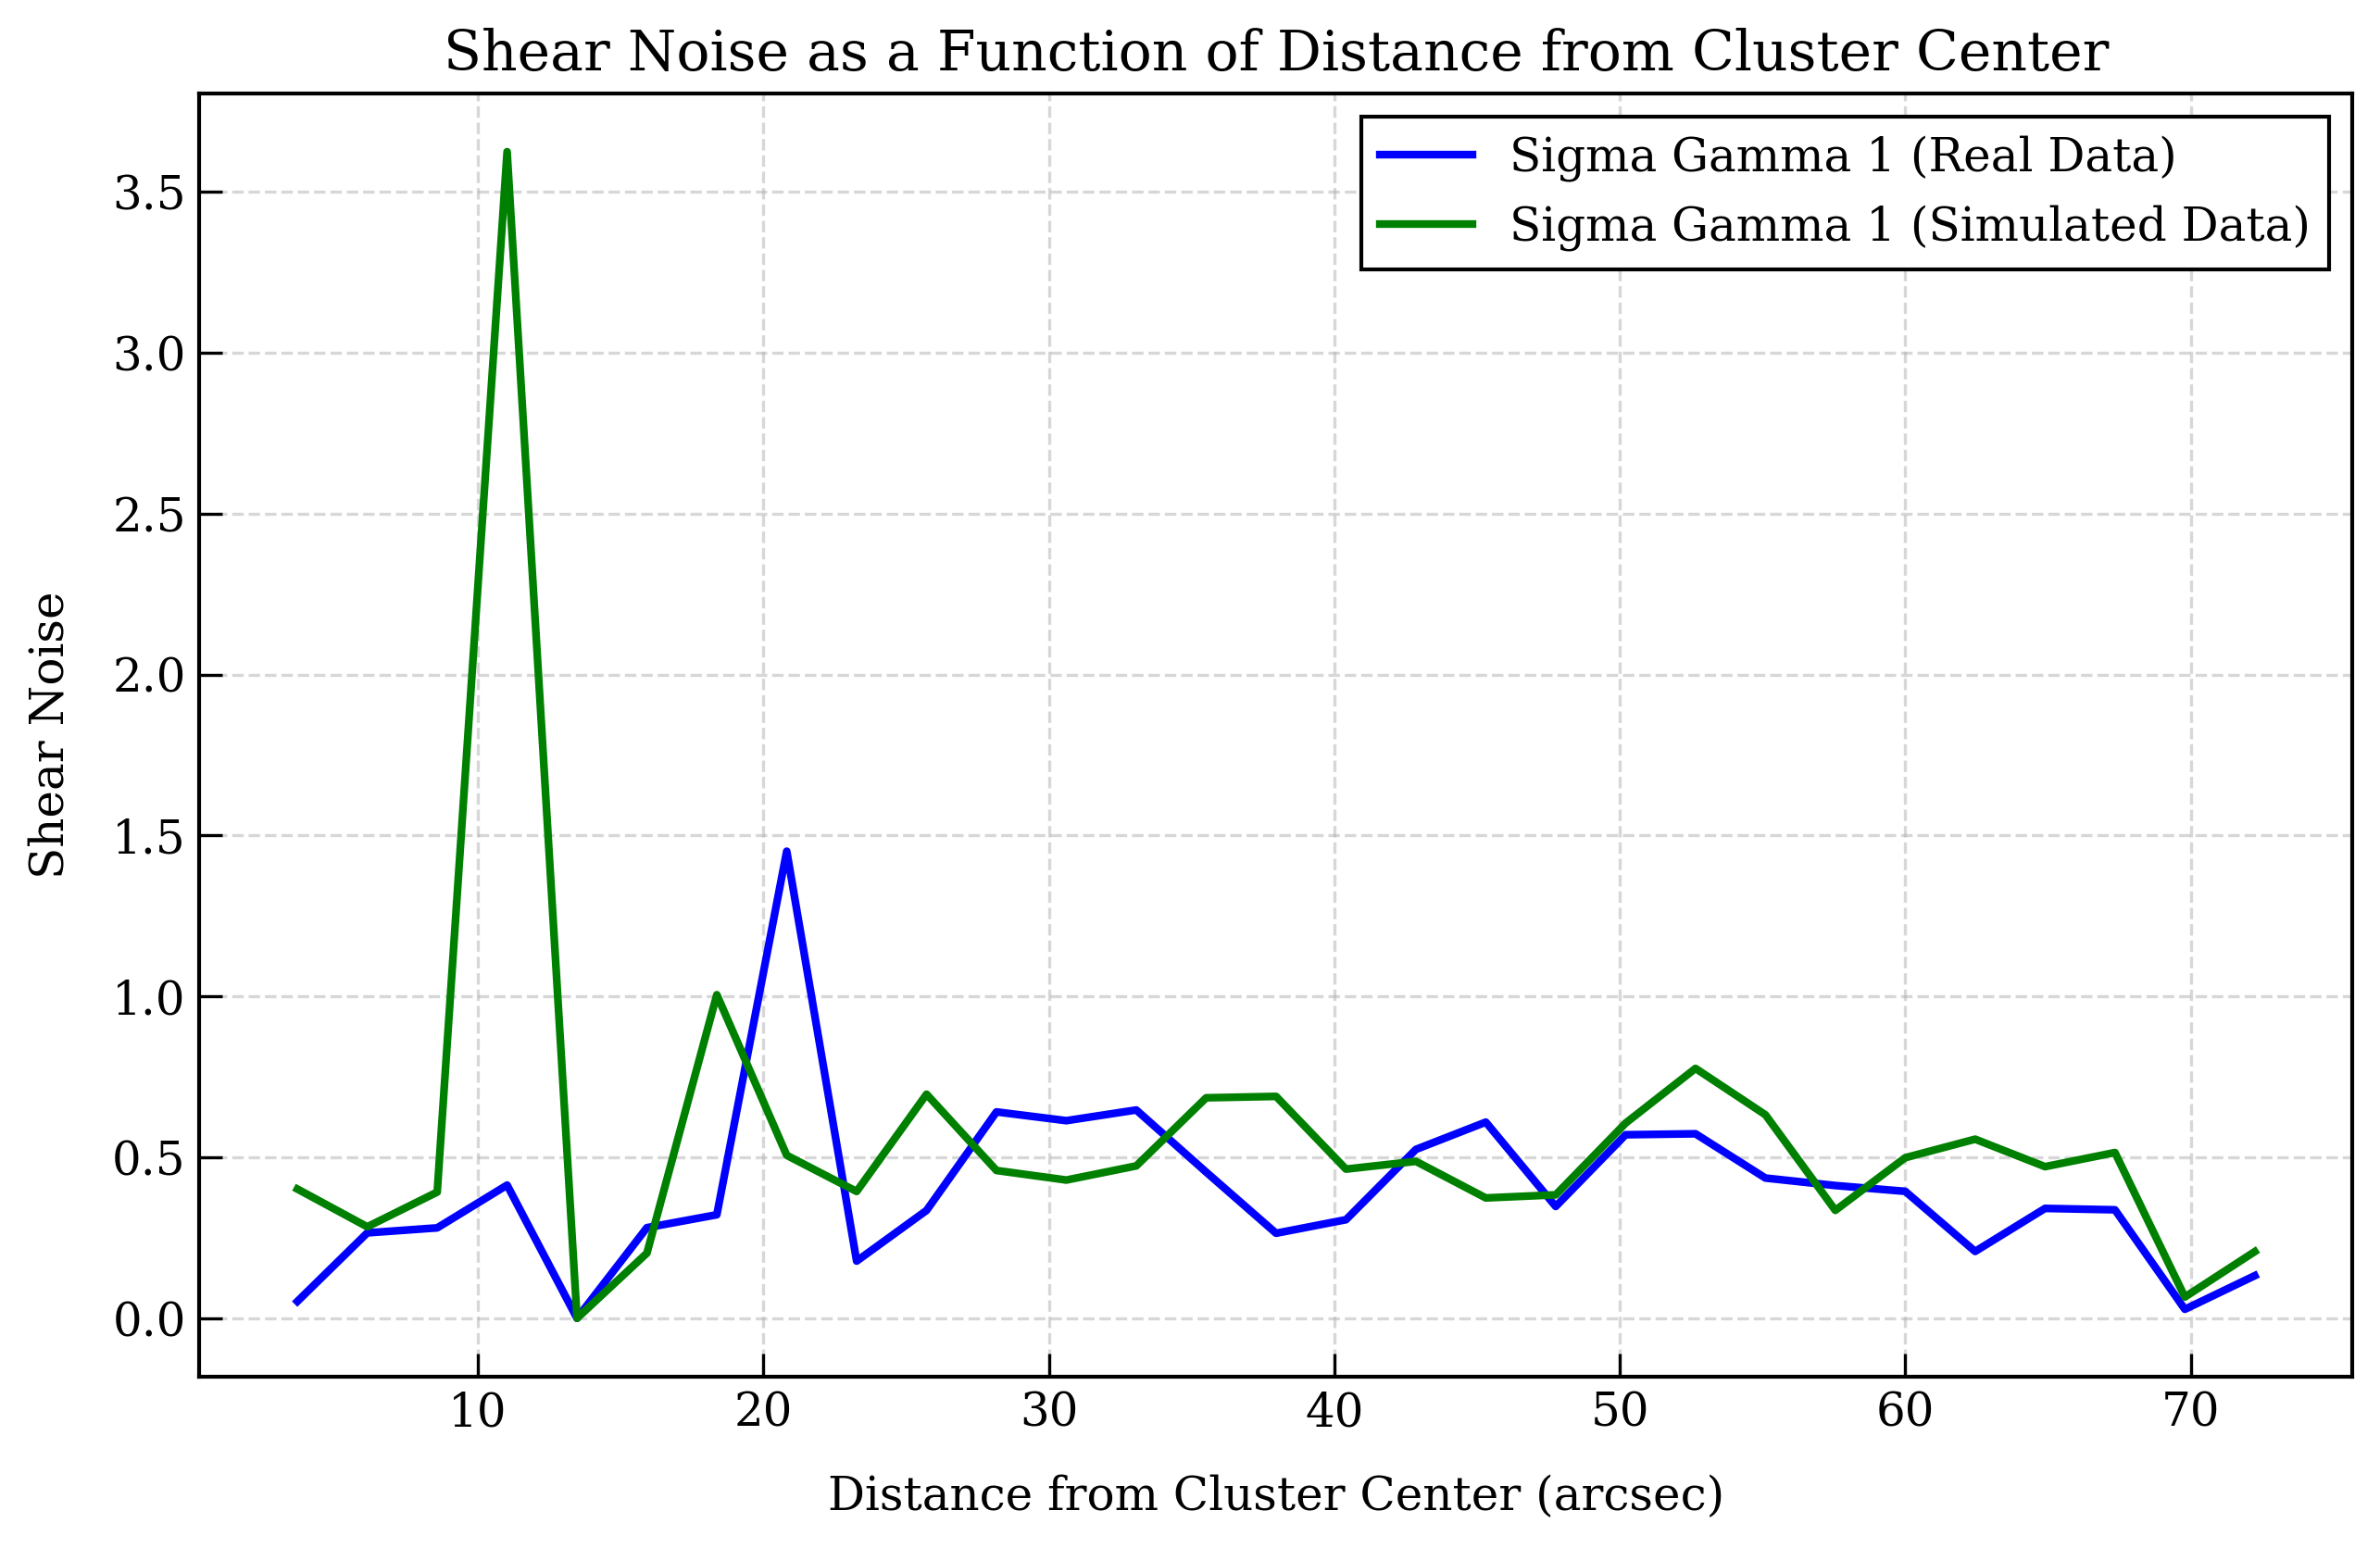 Shear Noise as a Function of Distance from Cluster Center
Sigma Gamma 1 (Real Data)
Sigma Gamma 1 (Simulated Data)
Shear Noise
3.5
3.0
2.5
2.0
1.5
1.0
0.5
0.0
10 20 30 40 50 60 70
Distance from Cluster Center (arcsec)